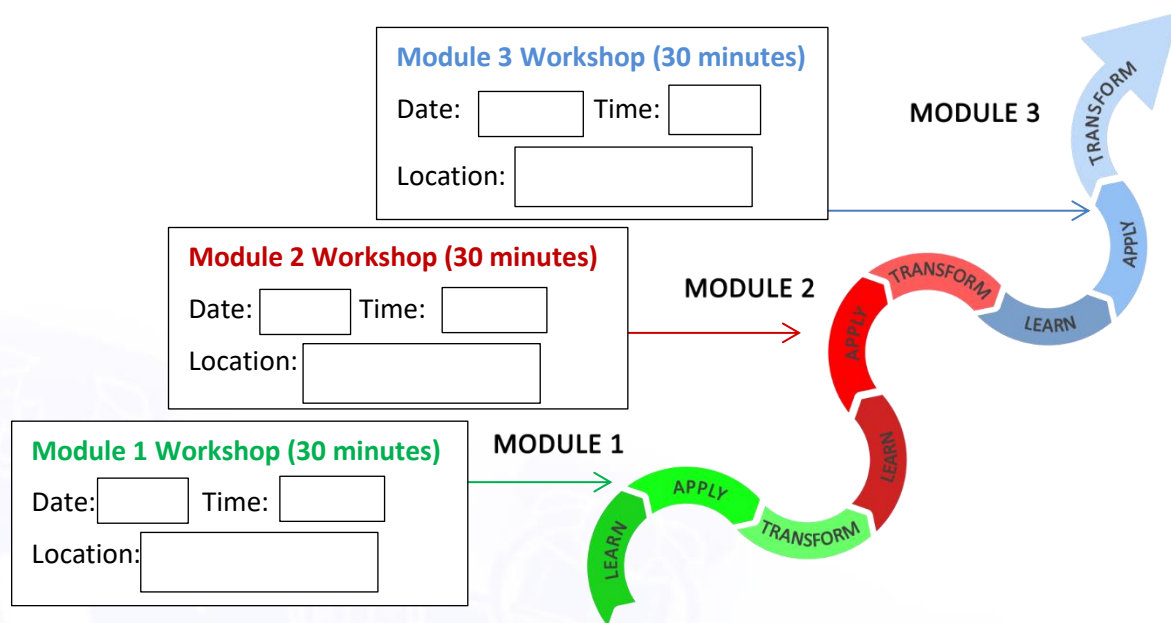 Module 3 Workshop (30 minutes)
Date: Time:
Location:
MODULE 3
TRANSFORM
APPLY
LEARN
Module 2 Workshop (30 minutes)
Date: Time:
Location:
MODULE 2
TRANSFORM
APPLY
LEARN
Module 1 Workshop (30 minutes)
Date: Time:
Location:
MODULE 1
APPLY
TRANSFORM
LEARN